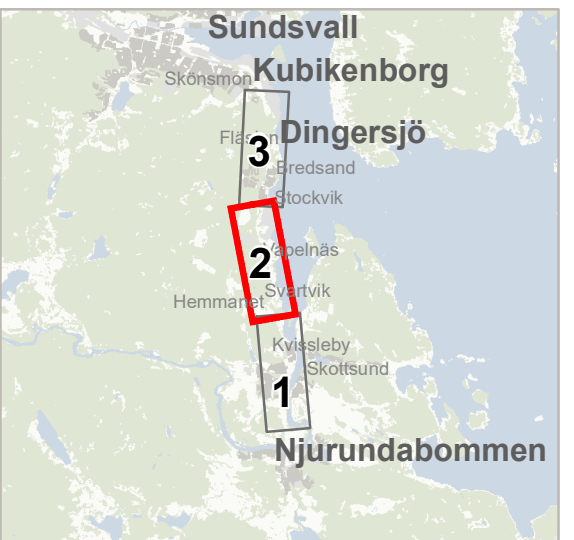 Sundsvall
Skönsmon
Kubikenborg
Fläsian
Dingersjö
3
Bredsand
Stockvik
Vapelnäs
2
Svartvik
Hemmanet
Kvissleby
Skottsund
1
Njurundabommen